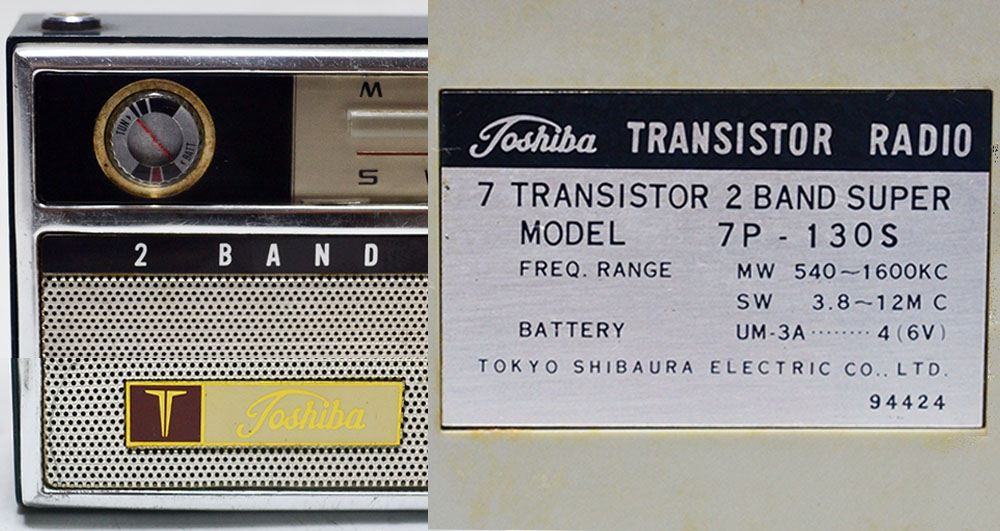 M
TUN
BATT
S
2 BAND
T Toshiba
Toshiba TRANSISTOR RADIO
7 TRANSISTOR 2 BAND SUPER
MODEL 7P - 130S
FREQ. RANGE MW 540~1600KC
SW 3.8~12M C
BATTERY UM-3A ········ 4 (6V)
TOKYO SHIBAURA ELECTRIC CO., LTD.
94424